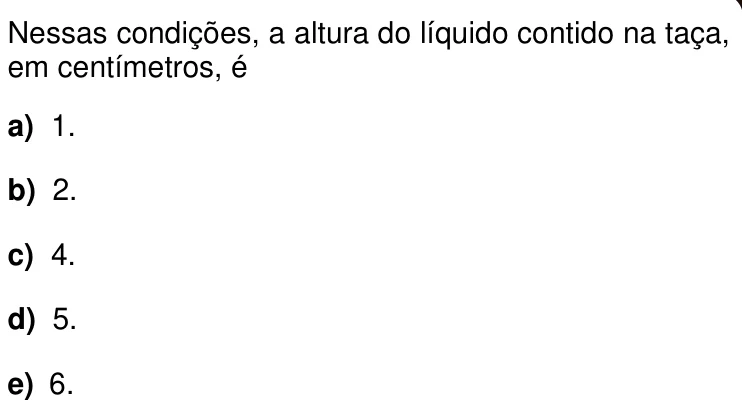 Nessas condições, a altura do líquido contido na taça,
em centímetros, é
a) 1.
b) 2.
c) 4.
d) 5.
e) 6.